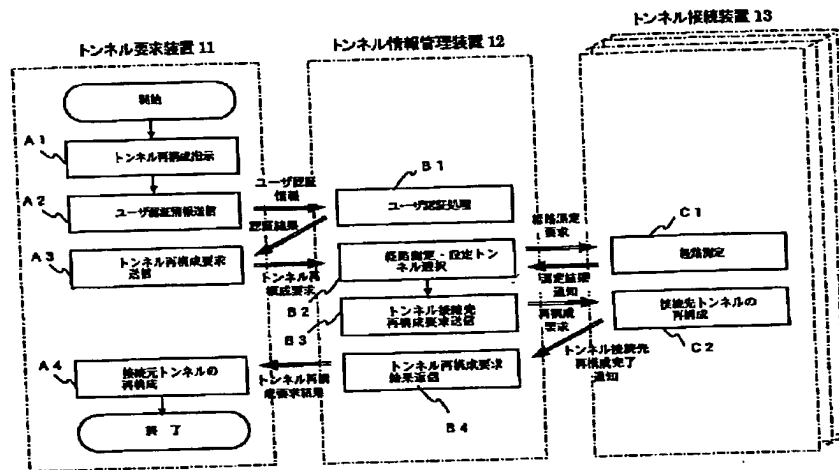 トンネル要求装置 11
トンネル情報管理装置 12
トンネル接続装置 13
開始
A1
トンネル再構成指示
A2
ユーザ認証情報送信
ユーザ認証
情報
B1
ユーザ認証処理
認証結果
A3
トンネル再構成要求
送信
トンネル再
構成要求
経路測定・設定トン
ネル選択
B2
経路測定
要求
C1
経路測定
測定結果
通知
トンネル接続先
再構成要求送信
B3
再構成
要求
接続先トンネルの
再構成
C2
トンネル接続先
再構成完了
通知
トンネル再構成要求
結果返信
B4
トンネル再構
成要求結果
A4
接続元トンネルの
再構成
終 了